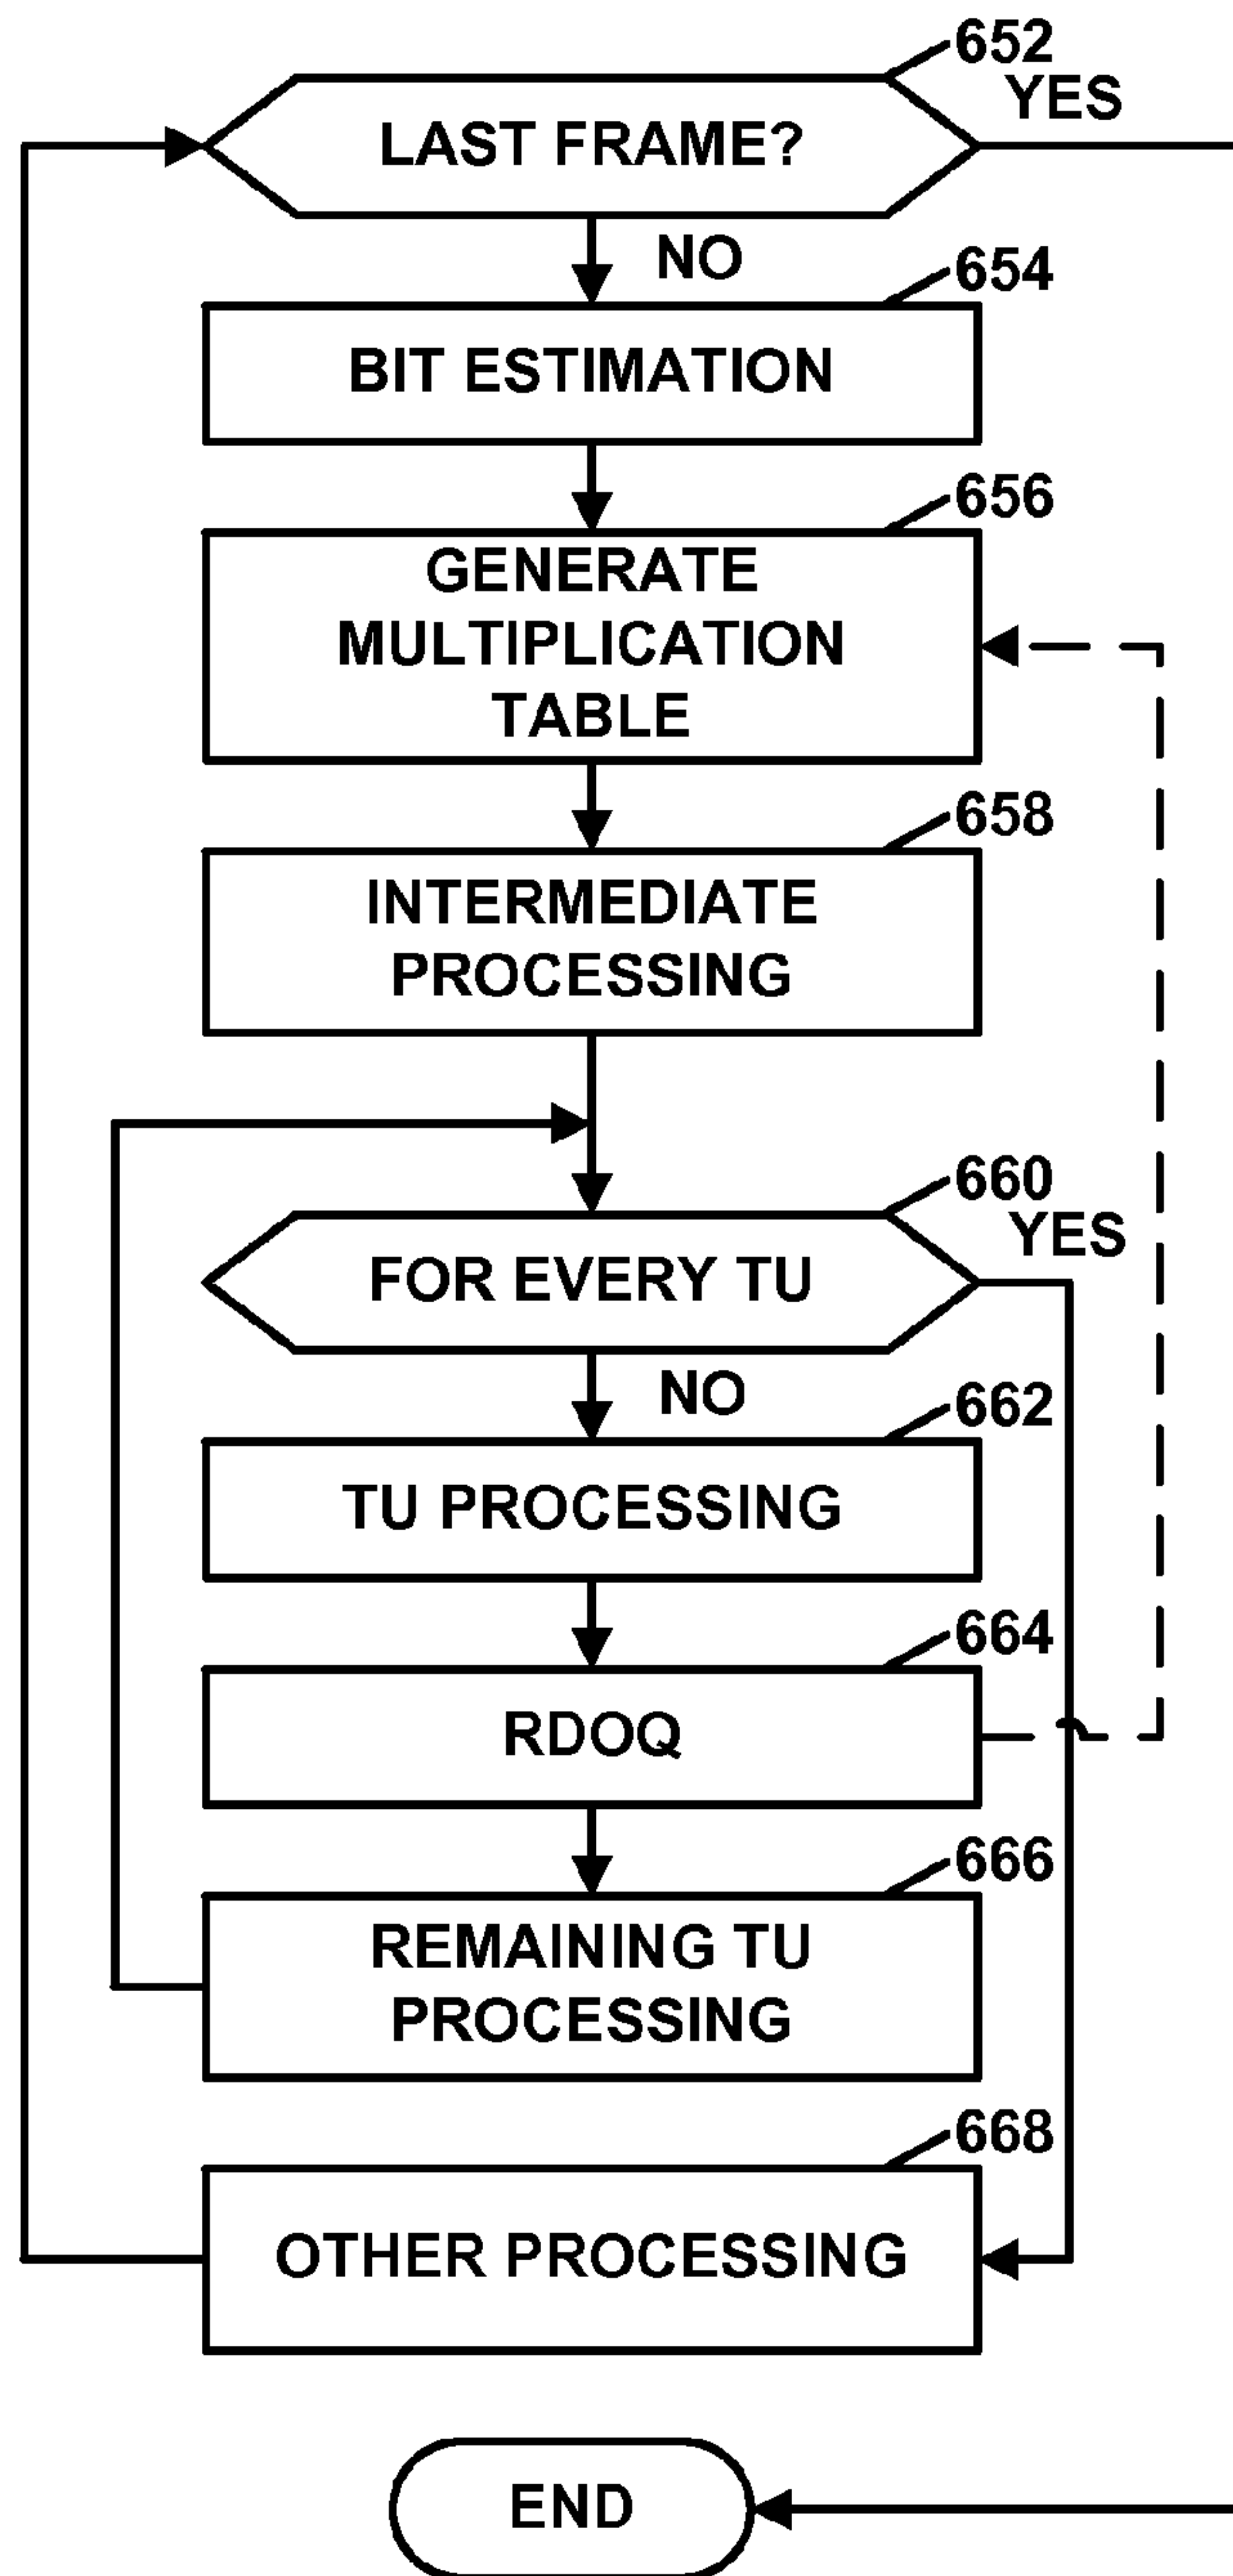 652
YES
LAST FRAME?
NO
654
BIT ESTIMATION
656
GENERATE
MULTIPLICATION
TABLE
658
INTERMEDIATE
PROCESSING
660
YES
FOR EVERY TU
NO
662
TU PROCESSING
664
RDOQ
666
REMAINING TU
PROCESSING
668
OTHER PROCESSING
END